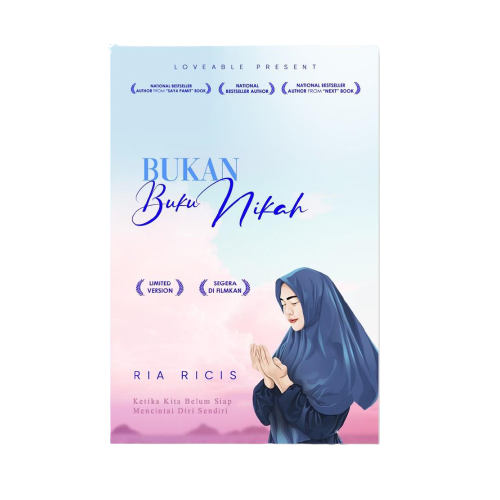 LOVEABLE PRESENT
NATIONAL BESTSELLER
AUTHOR FROM "SAYA PAMIT" BOOK
NATIONAL
BESTSELLER AUTHOR
NATIONAL BESTSELLER
AUTHOR FROM "NEXT" BOOK
BUKAN
Buku Nikah
LIMITED
VERSION
SEGERA
DI FILMKAN
RIA RICIS
Ketika Kita Belum Siap
Mencintai Diri Sendiri